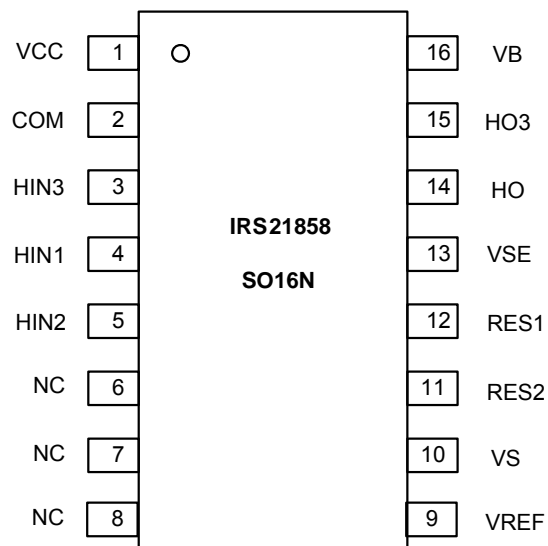 VCC 1 16 VB
COM 2 15 HO3
HIN3 3 14 HO
IRS21858
HIN1 4 13 VSE
SO16N
HIN2 5 12 RES1
NC 6 11 RES2
NC 7 10 VS
NC 8 9 VREF